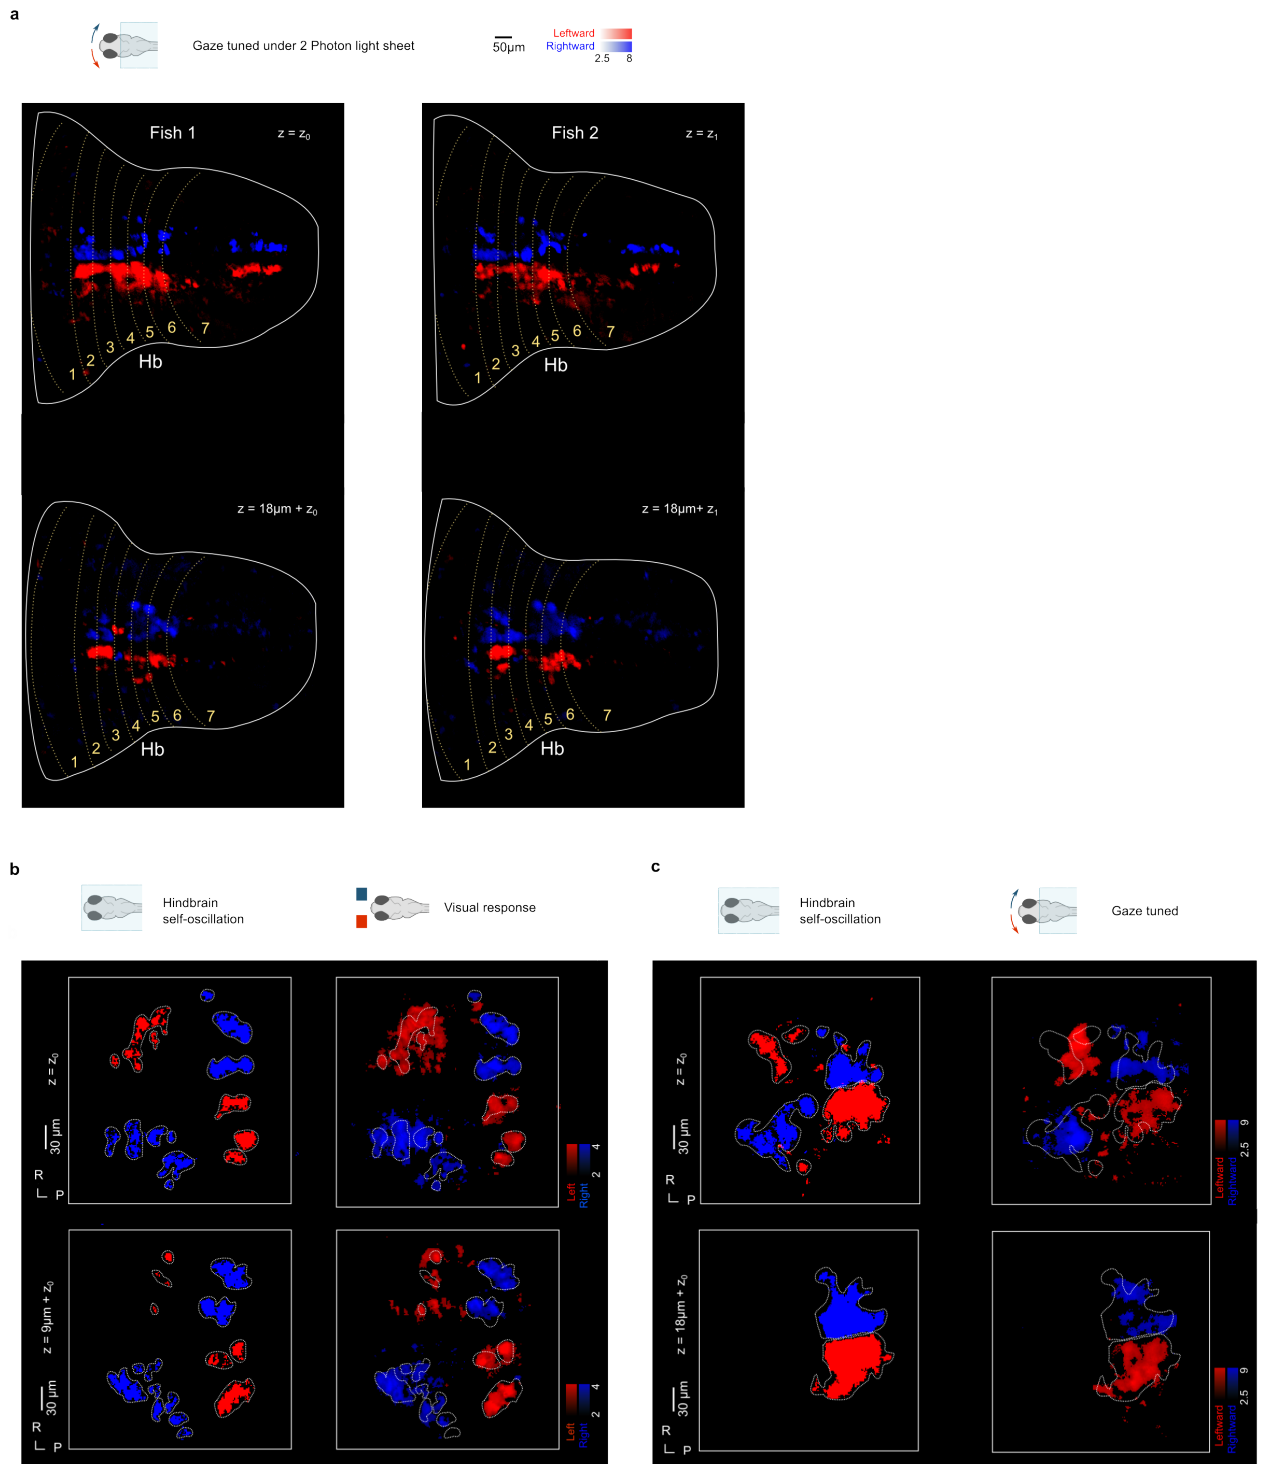 a
Gaze tuned under 2 Photon light sheet
50µm
Leftward
Rightward
2.5 8
Fish 1
z = z0
1 2 3 4 5 6 7
Hb
Fish 2
z = z1
1 2 3 4 5 6 7
Hb
z = 18µm + z0
1 2 3 4 5 6 7
Hb
z = 18µm+ z1
1 2 3 4 5 6 7
Hb
b
Hindbrain
self-oscillation
Visual response
z = z0
30 µm
R
P
Left
Right
2 4
z = 9µm + z0
30 µm
R
P
Left
Right
2 4
c
Hindbrain
self-oscillation
Gaze tuned
z = z0
30 µm
R
P
Leftward
Rightward
2.5 9
z = 18µm + z0
30 µm
R
P
Leftward
Rightward
2.5 9